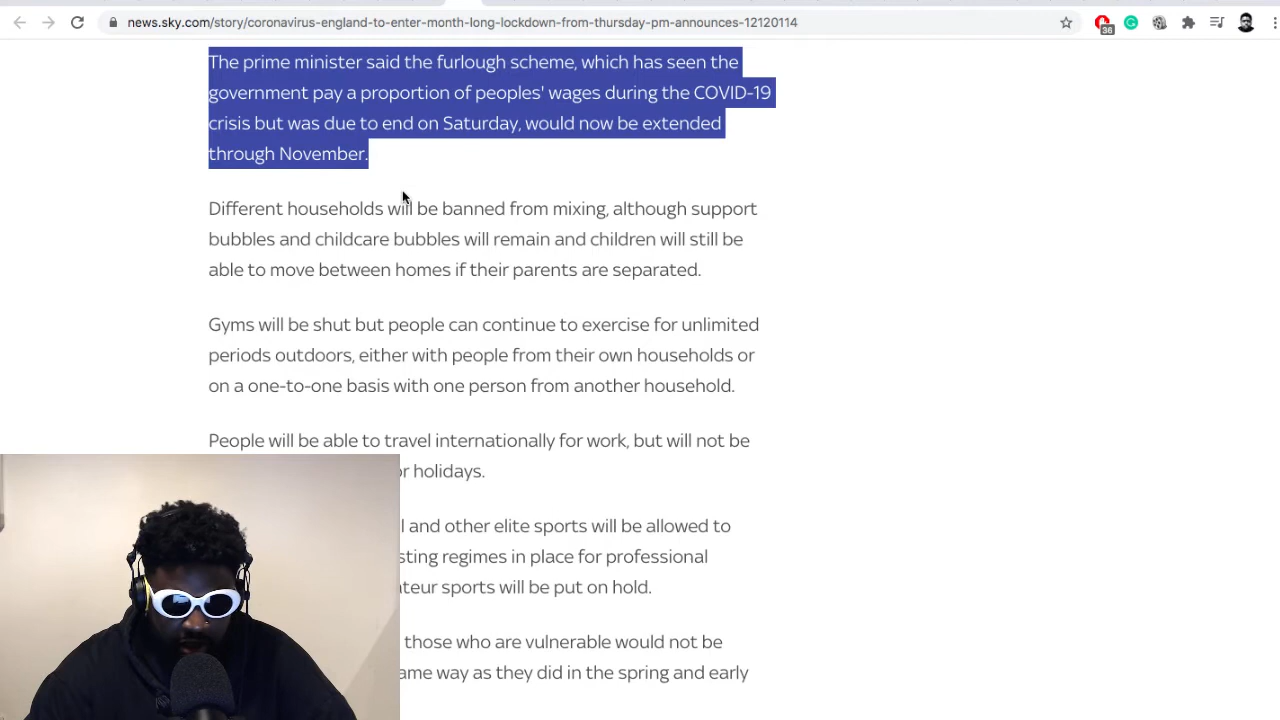 news.sky.com/story/coronavirus-england-to-enter-month-long-lockdown-from-thursday-pm-announces-12120114
36
The prime minister said the furlough scheme, which has seen the
government pay a proportion of peoples' wages during the COVID-19
crisis but was due to end on Saturday, would now be extended
through November.
Different households will be banned from mixing, although support
bubbles and childcare bubbles will remain and children will still be
able to move between homes if their parents are separated.
Gyms will be shut but people can continue to exercise for unlimited
periods outdoors, either with people from their own households or
on a one-to-one basis with one person from another household.
People will be able to travel internationally for work, but will not be
or holidays.
l and other elite sports will be allowed to
sting regimes in place for professional
ateur sports will be put on hold.
those who are vulnerable would not be
ame way as they did in the spring and early